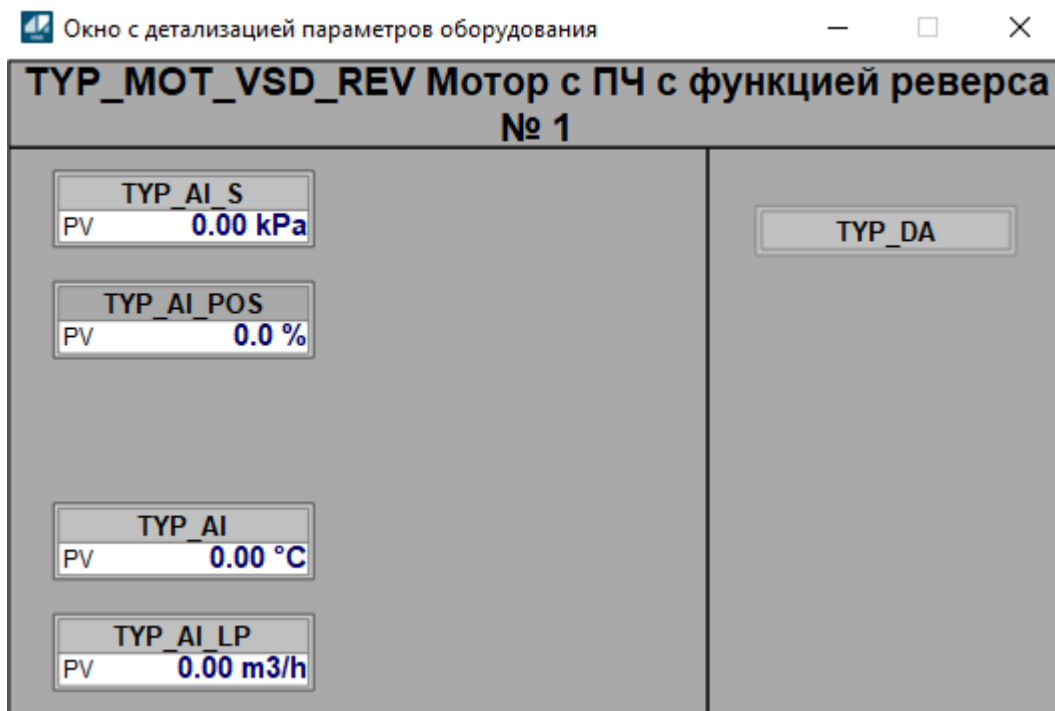 Окно с детализацией параметров оборудования
TYP_MOT_VSD_REV Мотор с ПЧ с функцией реверса
№ 1
TYP_AI_S
PV 0.00 kPa
TYP_DA
TYP_AI_POS
PV 0.0 %
TYP_AI
PV 0.00 °C
TYP_AI_LP
PV 0.00 m3/h